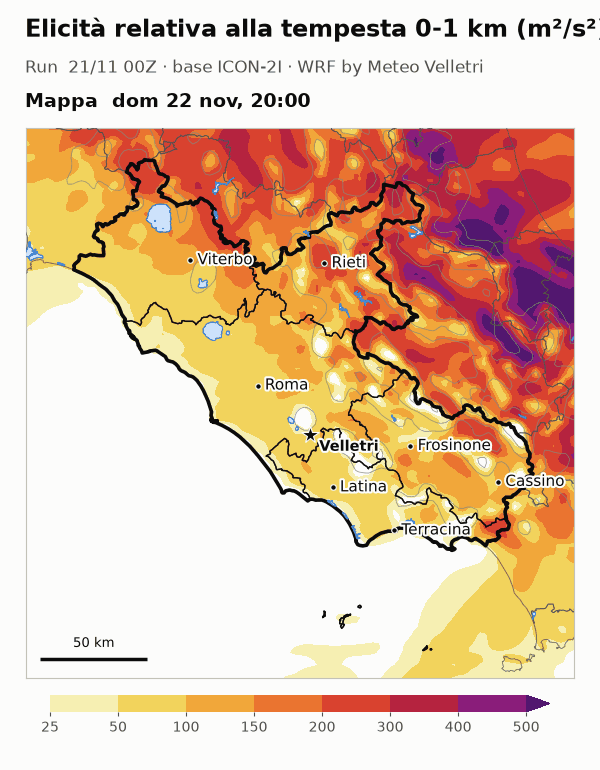 Elicità relativa alla tempesta 0-1 km (m²/s²)
Run 21/11 00Z · base ICON-2I · WRF by Meteo Velletri
Mappa dom 22 nov, 20:00
Viterbo
Rieti
Roma
Velletri
Frosinone
Cassino
Latina
Terracina
50 km
25 50 100 150 200 300 400 500